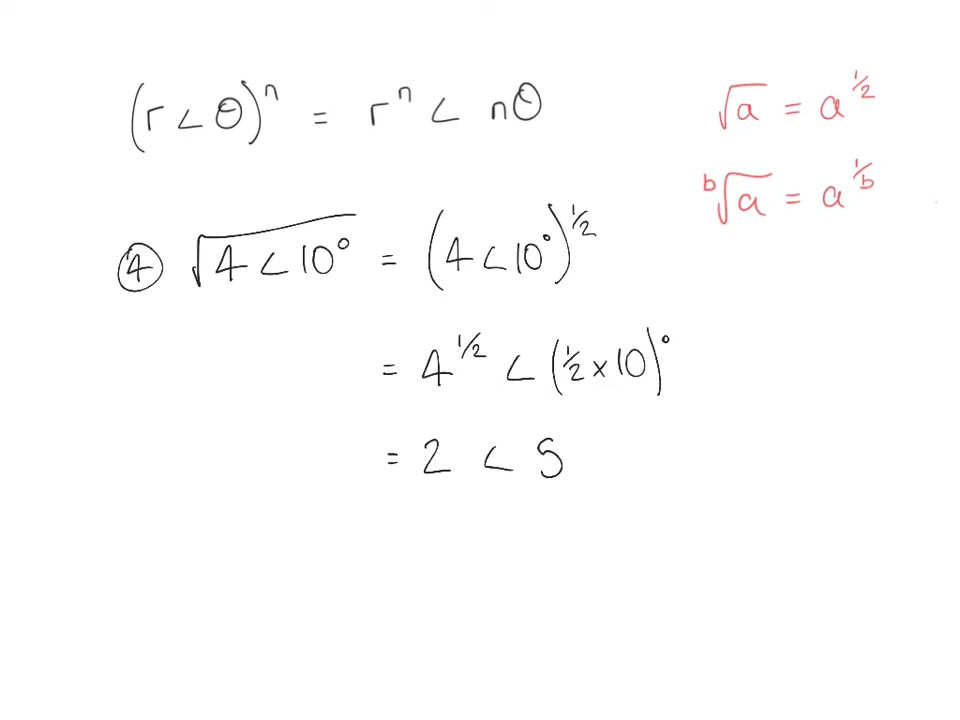 (r < θ)ⁿ = rⁿ < nθ
√a = a^½
ᵇ√a = a^(1/b)
④ √4 < 10° = (4 < 10°)^½
= 4^½ < (½ × 10)°
= 2 < 5